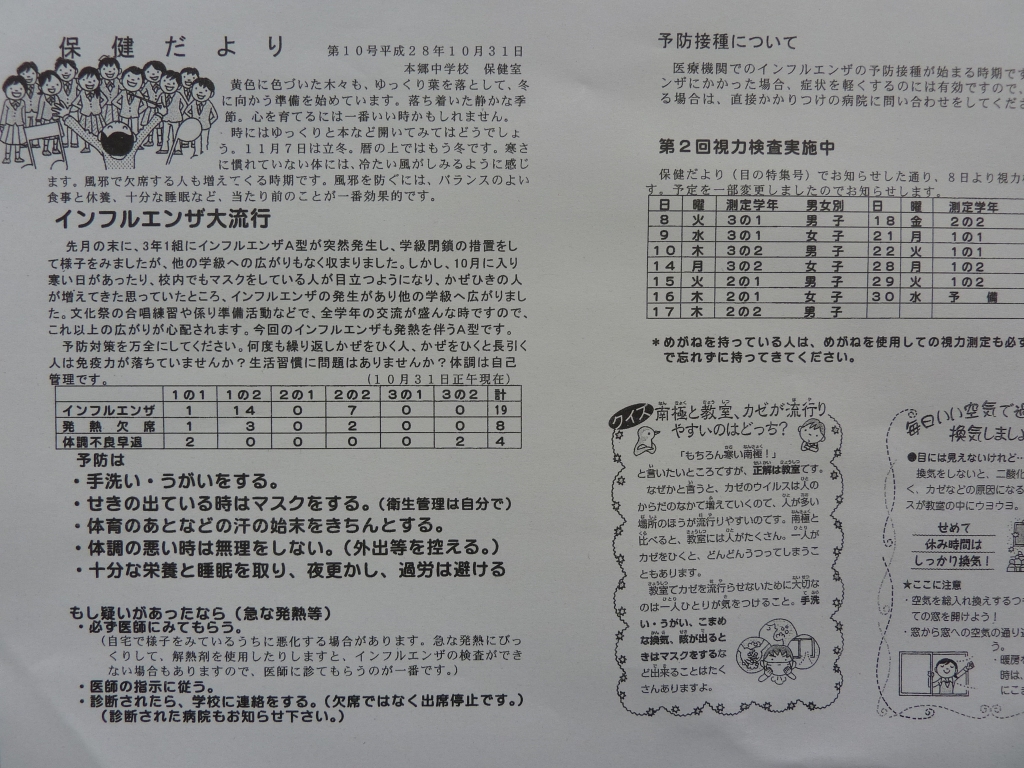 保健だより
第10号平成28年10月31日
本郷中学校 保健室
黄色に色づいた木々も、ゆっくり葉を落として、冬
に向かう準備を始めています。落ち着いた静かな季
節。心を育てるには一番いい時かもしれません。
時にはゆっくりと本など開いてみてはどうでしょ
う。11月7日は立冬。暦の上ではもう冬です。寒さ
に慣れていない体には、冷たい風がしみるように感じ
ます。風邪で欠席する人も増えてくる時期です。風邪を防ぐには、バランスのよい
食事と休養、十分な睡眠など、当たり前のことが一番効果的です。
インフルエンザ大流行
先月の末に、3年1組にインフルエンザA型が突然発生し、学級閉鎖の措置をし
て様子をみましたが、他の学級への広がりもなく収まりました。しかし、10月に入り
寒い日があったり、校内でもマスクをしている人が目立つようになり、かぜひきの人
が増えてきた思っていたところ、インフルエンザの発生があり他の学級へ広がりまし
た。文化祭の合唱練習や係り準備活動などで、全学年の交流が盛んな時ですので、
これ以上の広がりが心配されます。今回のインフルエンザも発熱を伴うA型です。
予防対策を万全にしてください。何度も繰り返しかぜをひく人、かぜをひくと長引く
人は免疫力が落ちていませんか?生活習慣に問題はありませんか?体調は自己
管理です。 (10月31日正午現在)
1の1 1の2 2の1 2の2 3の1 3の2 計
インフルエンザ 1 14 0 7 0 0 19
発熱欠席 1 3 0 2 0 0 8
体調不良早退 2 0 0 0 0 2 4
予防は
・手洗い・うがいをする。
・せきの出ている時はマスクをする。(衛生管理は自分で)
・体育のあとなどの汗の始末をきちんとする。
・体調の悪い時は無理をしない。(外出等を控える。)
・十分な栄養と睡眠を取り、夜更かし、過労は避ける
もし疑いがあったなら(急な発熱等)
・必ず医師にみてもらう。
(自宅で様子をみているうちに悪化する場合があります。急な発熱にびっ
くりして、解熱剤を使用したりしますと、インフルエンザの検査ができ
ない場合もありますので、医師に診てもらうのが一番です。)
・医師の指示に従う。
・診断されたら、学校に連絡をする。(欠席ではなく出席停止です。)
(診断された病院もお知らせ下さい。)
予防接種について
医療機関でのインフルエンザの予防接種が始まる時期です
ンザにかかった場合、症状を軽くするのには有効ですので、
る場合は、直接かかりつけの病院に問い合わせをしてくださ
第2回視力検査実施中
保健だより(目の特集号)でお知らせした通り、8日より視力
す。予定を一部変更しましたのでお知らせします。
日 曜 測定学年 男女別 日 曜 測定学年
8 火 3の1 男子 18 金 2の2
9 水 3の1 女子 21 月 1の1
10 木 3の2 男子 22 火 1の1
14 月 3の2 女子 28 月 1の2
15 火 2の1 男子 29 火 1の2
16 木 2の1 女子 30 水 予備
17 木 2の2 男子
*めがねを持っている人は、めがねを使用しての視力測定も必ず
で忘れずに持ってきてください。
クイズ 南極と教室、カゼが流行り
やすいのはどっち?
「もちろん寒い南極!」
と言いたいところですが、正解は教室です。
なぜかと言うと、カゼのウイルスは人の
からだのなかで増えていくので、人が多い
場所のほうが流行りやすいのです。南極と
比べると、教室には人がたくさん。一人が
カゼをひくと、どんどんうつってしまうこ
ともあります。
教室でカゼを流行らせないために大切な
のは一人ひとりが気をつけること。手洗
い・うがい、こまめ
な換気、咳が出ると
きはマスクをするな
ど出来ることはたく
さんありますよ。
毎日いい空気で過
換気しましょ
●目には見えないけれど…
換気をしないと、二酸化
く、カゼなどの原因になる
スが教室の中にウヨウヨ。
せめて
休み時間は
しっかり換気!
★ここに注意
・空気を総入れ換えするつも
ての窓を開けよう!
・窓から窓への空気の通り道
う。
・暖房を
時は、
にこま